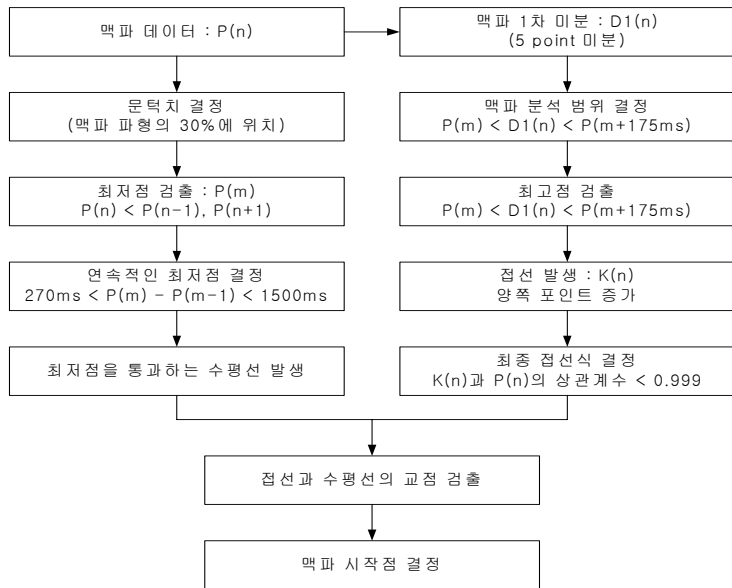 맥파 데이터 : P(n)
문턱치 결정
(맥파 파형의 30%에 위치)
최저점 검출 : P(m)
P(n) < P(n-1), P(n+1)
연속적인 최저점 결정
270ms < P(m) - P(m-1) < 1500ms
최저점을 통과하는 수평선 발생
맥파 1차 미분 : D1(n)
(5 point 미분)
맥파 분석 범위 결정
P(m) < D1(n) < P(m+175ms)
최고점 검출
P(m) < D1(n) < P(m+175ms)
접선 발생 : K(n)
양쪽 포인트 증가
최종 접선식 결정
K(n)과 P(n)의 상관계수 < 0.999
접선과 수평선의 교점 검출
맥파 시작점 결정